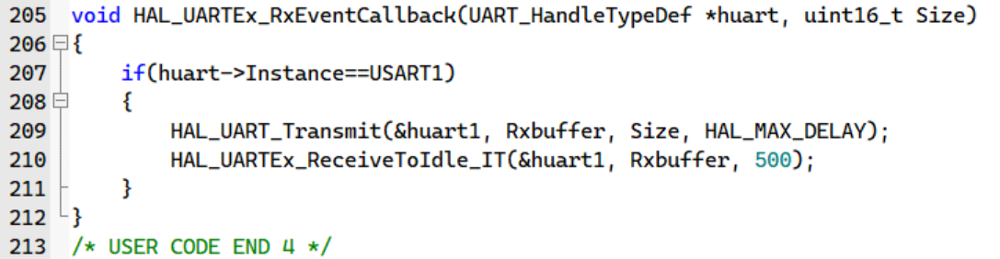 205 void HAL_UARTEx_RxEventCallback(UART_HandleTypeDef *huart, uint16_t Size)
206 {
207     if(huart->Instance==USART1)
208     {
209         HAL_UART_Transmit(&huart1, Rxbuffer, Size, HAL_MAX_DELAY);
210         HAL_UARTEx_ReceiveToIdle_IT(&huart1, Rxbuffer, 500);
211     }
212 }
213 /* USER CODE END 4 */